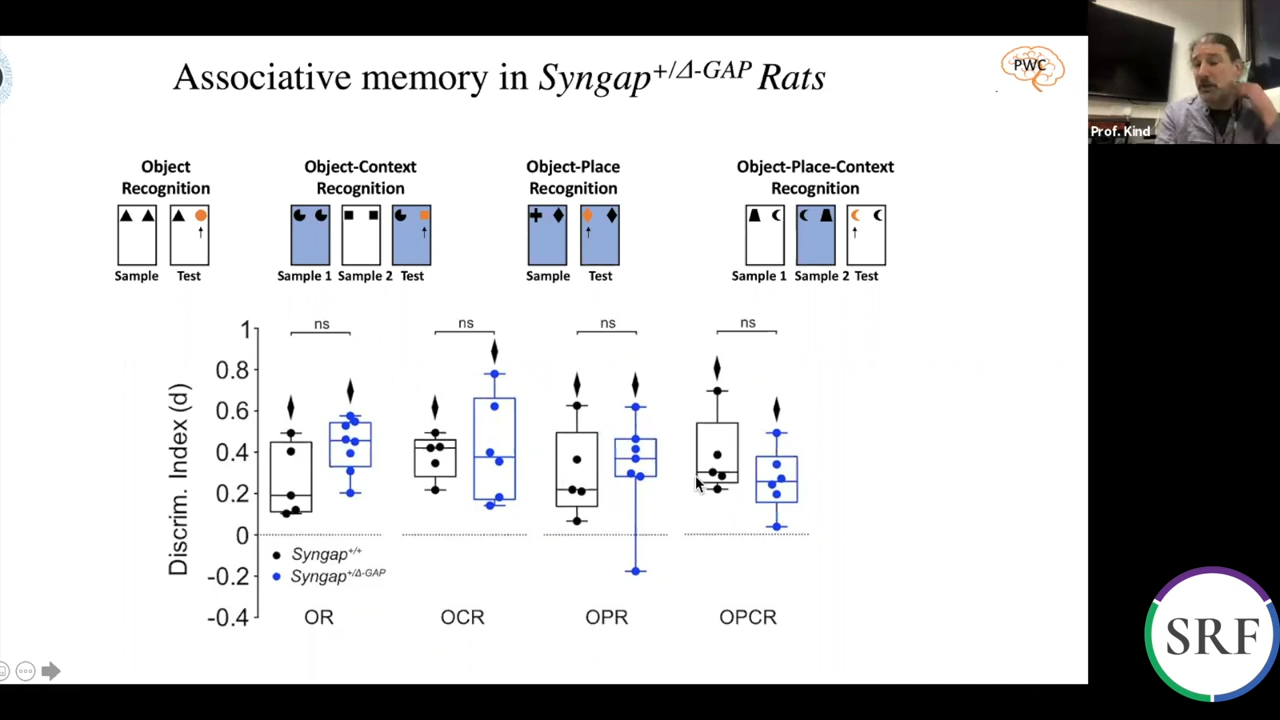 Associative memory in Syngap+/Δ-GAP Rats
PWC
Prof. Kind
Object
Recognition
Object-Context
Recognition
Object-Place
Recognition
Object-Place-Context
Recognition
Sample
Test
Sample 1
Sample 2
Test
Sample
Test
Sample 1
Sample 2
Test
ns
ns
ns
ns
1
0.8
0.6
0.4
0.2
0
-0.2
-0.4
Discrim. Index (d)
Syngap+/+
Syngap+/Δ-GAP
OR
OCR
OPR
OPCR
SRF